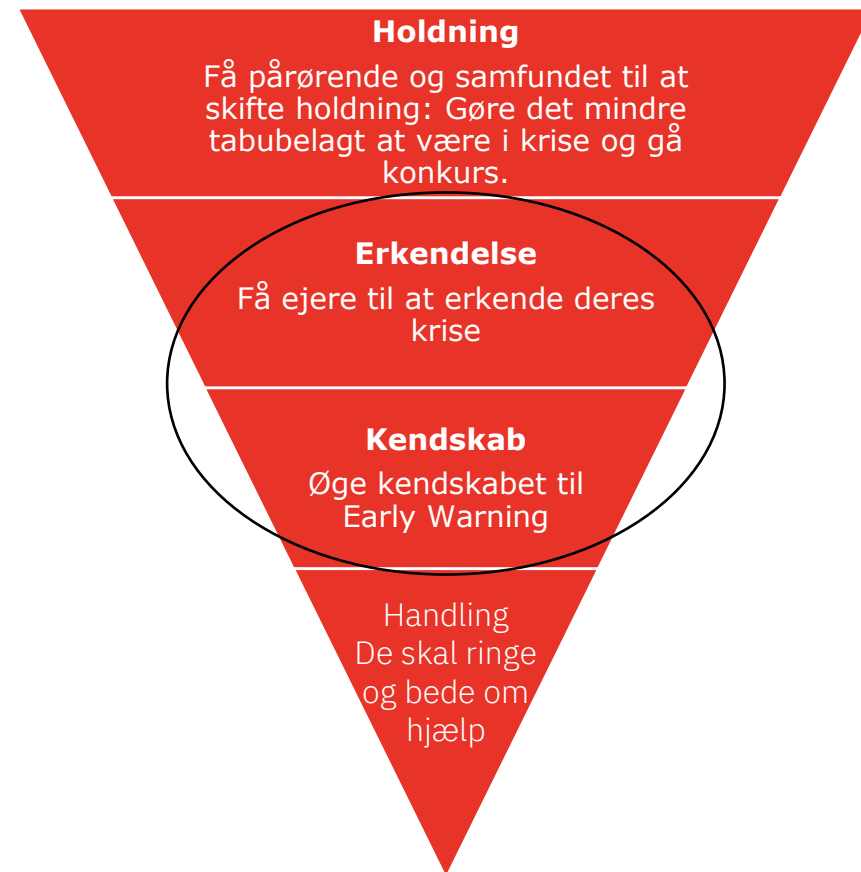 Holdning
Få pårørende og samfundet til at
skifte holdning: Gøre det mindre
tabubelagt at være i krise og gå
konkurs.
Erkendelse
Få ejere til at erkende deres
krise
Kendskab
Øge kendskabet til
Early Warning
Handling
De skal ringe
og bede om
hjælp